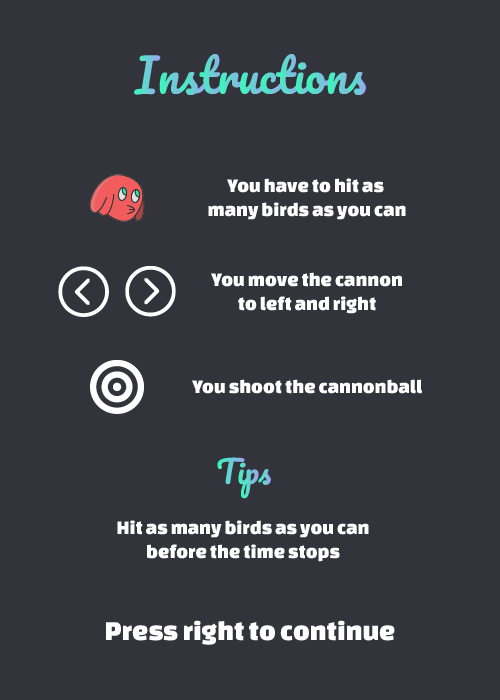 Instructions
You have to hit as
many birds as you can
You move the cannon
to left and right
You shoot the cannonball
Tips
Hit as many birds as you can
before the time stops
Press right to continue